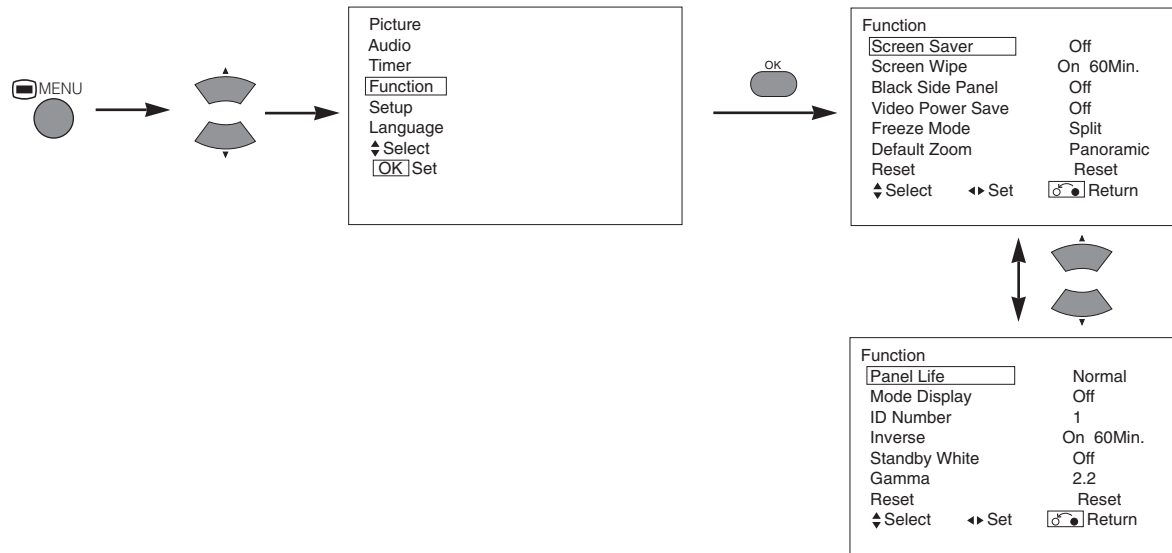 MENU
Picture
Audio
Timer
Function
Setup
Language
Select
OK Set
OK
Function
Screen Saver Off
Screen Wipe On 60Min.
Black Side Panel Off
Video Power Save Off
Freeze Mode Split
Default Zoom Panoramic
Reset Reset
Select Set Return
Function
Panel Life Normal
Mode Display Off
ID Number 1
Inverse On 60Min.
Standby White Off
Gamma 2.2
Reset Reset
Select Set Return